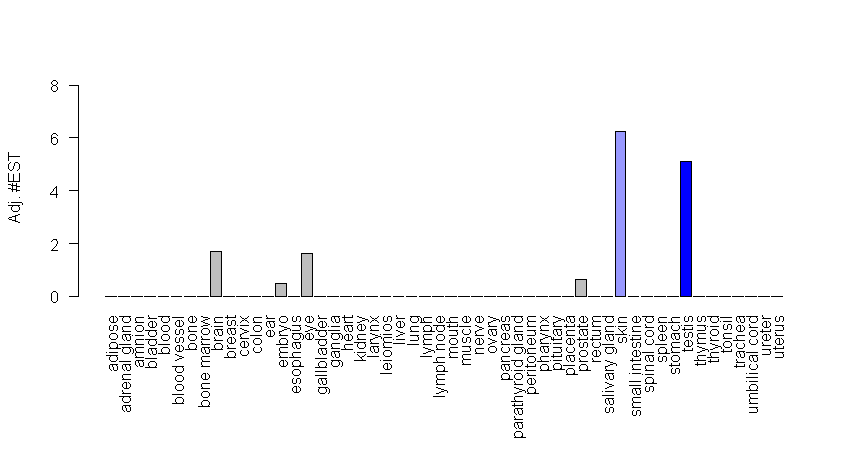 Adj. #EST
8
6
4
2
0
adipose
adrenal gland
amnion
bladder
blood
blood vessel
bone
bone marrow
brain
breast
cervix
colon
ear
embryo
esophagus
eye
gallbladder
ganglia
heart
kidney
larynx
leiomios
liver
lung
lymph
lymph node
mouth
muscle
nerve
ovary
pancreas
parathyroid gland
peritoneum
pharynx
pituitary
placenta
prostate
rectum
salivary gland
skin
small intestine
spinal cord
spleen
stomach
testis
thymus
thyroid
tonsil
trachea
umbilical cord
ureter
uterus